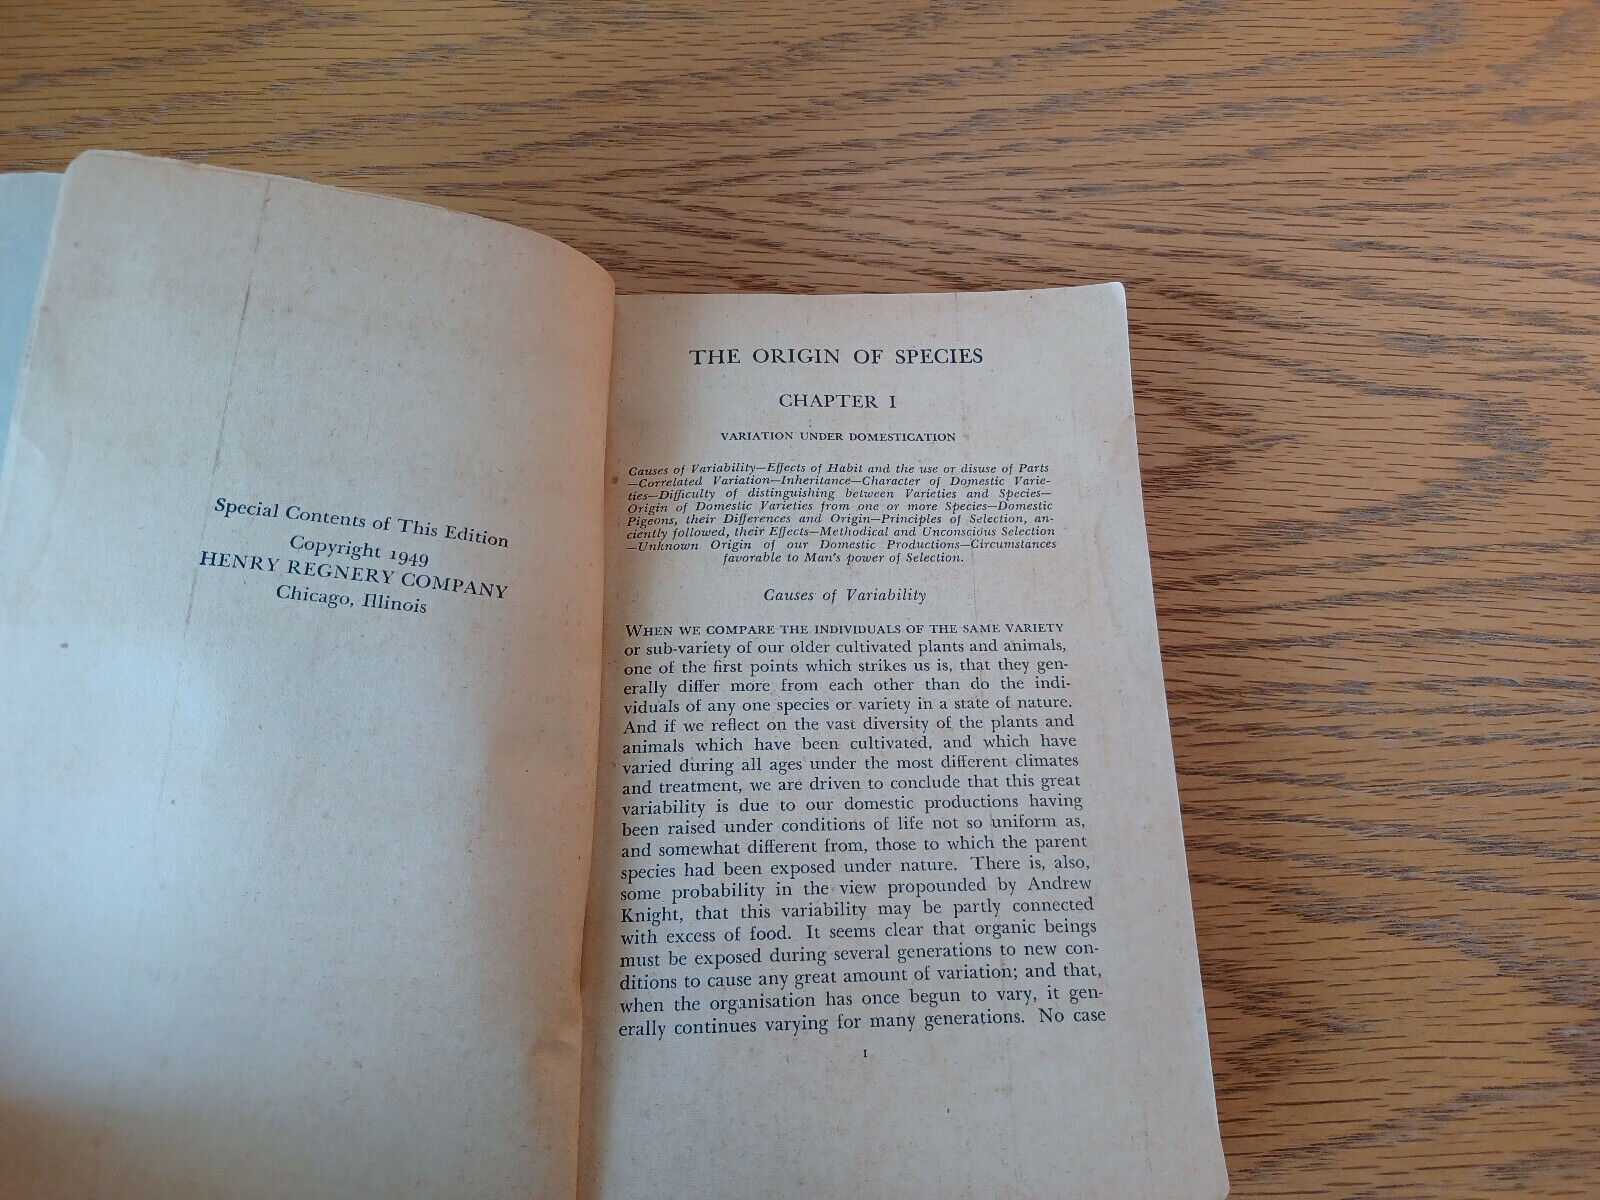 Special Contents of This Edition
Copyright 1949
HENRY REGNERY COMPANY
Chicago, Illinois
THE ORIGIN OF SPECIES
CHAPTER I
VARIATION UNDER DOMESTICATION
Causes of Variability—Effects of Habit and the use or disuse of Parts
—Correlated Variation—Inheritance—Character of Domestic Varie-
ties—Difficulty of distinguishing between Varieties and Species—
Origin of Domestic Varieties from one or more Species—Domestic
Pigeons, their Differences and Origin—Principles of Selection, an-
ciently followed, their Effects—Methodical and Unconscious Selection
—Unknown Origin of our Domestic Productions—Circumstances
favorable to Man's power of Selection.
Causes of Variability
WHEN WE COMPARE THE INDIVIDUALS OF THE SAME VARIETY
or sub-variety of our older cultivated plants and animals,
one of the first points which strikes us is, that they gen-
erally differ more from each other than do the indi-
viduals of any one species or variety in a state of nature.
And if we reflect on the vast diversity of the plants and
animals which have been cultivated, and which have
varied during all ages under the most different climates
and treatment, we are driven to conclude that this great
variability is due to our domestic productions having
been raised under conditions of life not so uniform as,
and somewhat different from, those to which the parent
species had been exposed under nature. There is, also,
some probability in the view propounded by Andrew
Knight, that this variability may be partly connected
with excess of food. It seems clear that organic beings
must be exposed during several generations to new con-
ditions to cause any great amount of variation; and that,
when the organisation has once begun to vary, it gen-
erally continues varying for many generations. No case
1